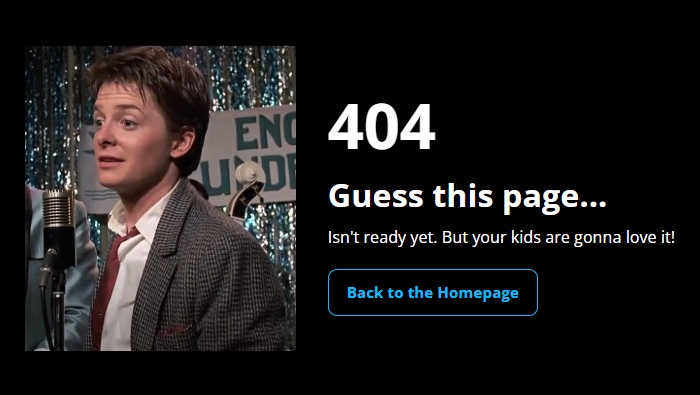 ENC
UNDE
404
Guess this page...
Isn't ready yet. But your kids are gonna love it!
Back to the Homepage